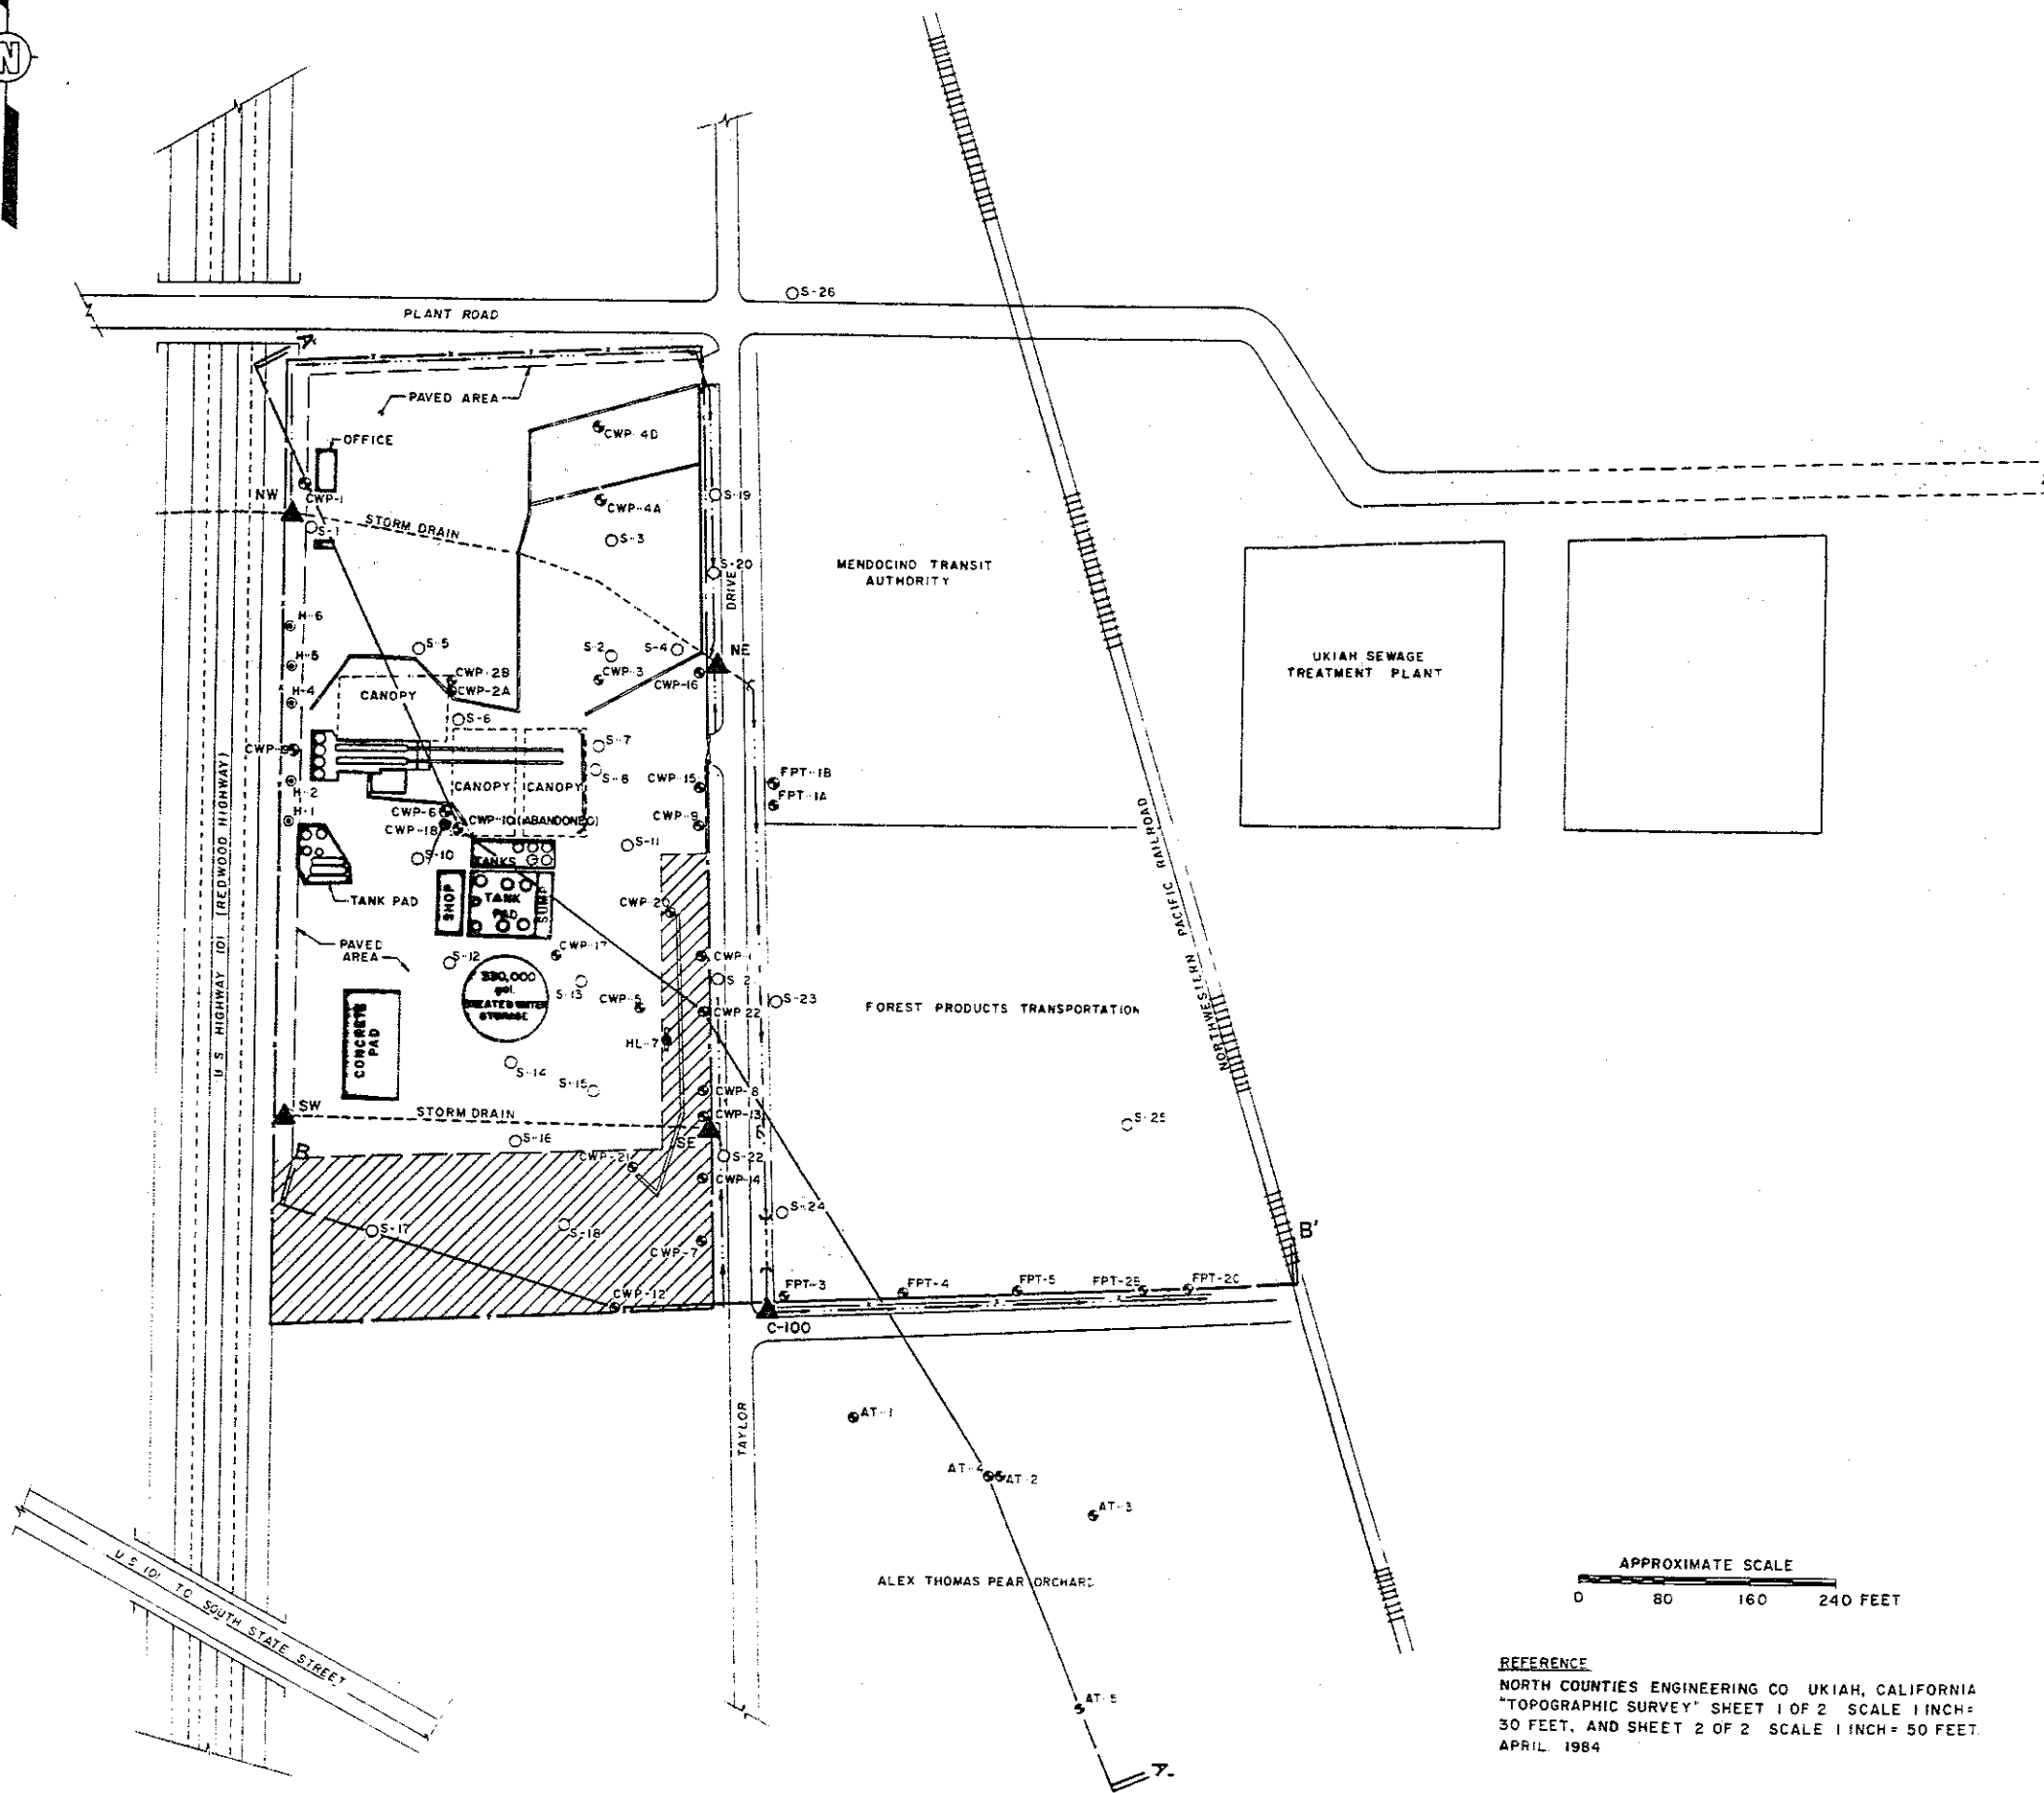 N
S-26
PLANT ROAD
A
PAVED AREA
OFFICE
CWP-4D
CWP-1
NW
S-1
STORM DRAIN
CWP-4A
S-3
S-19
S-20
DRIVE
MENDOCINO TRANSIT
AUTHORITY
UKIAH SEWAGE
TREATMENT PLANT
H-6
H-5
H-4
S-5
S-2
S-4
NE
CWP-2B
CWP-2A
CWP-3
CWP-16
CANOPY
S-6
S-7
S-8
H-2
H-1
CANOPY
CANOPY
CWP-15
CWP-9
FPT-1B
FPT-1A
CWP-6
CWP-18
CWP-10 (ABANDONED)
S-10
S-11
TANKS
TANK PAD
SHOP
TANK
PAD
SUMP
CWP-17
S-12
PAVED
AREA
330,000
gal.
STORAGE
S-13
CWP-5
CWP-22
S-23
HL-7
CONCRETE
PAD
S-14
S-15
CWP-8
CWP-13
SW
STORM DRAIN
SE
S-16
CWP-21
S-22
CWP-14
B
S-17
S-18
S-24
CWP-7
CWP-12
FOREST PRODUCTS TRANSPORTATION
NORTHWESTERN PACIFIC RAILROAD
U S HIGHWAY 101 (REDWOOD HIGHWAY)
B'
FPT-3
FPT-4
FPT-5
FPT-2C
C-100
TAYLOR
AT-1
AT-4
AT-2
AT-3
ALEX THOMAS PEAR ORCHARD
AT-5
U S 101 TO SOUTH STATE STREET
APPROXIMATE SCALE
0 80 160 240 FEET
REFERENCE
NORTH COUNTIES ENGINEERING CO UKIAH, CALIFORNIA
"TOPOGRAPHIC SURVEY" SHEET 1 OF 2 SCALE 1 INCH=
30 FEET, AND SHEET 2 OF 2 SCALE 1 INCH= 50 FEET.
APRIL 1984